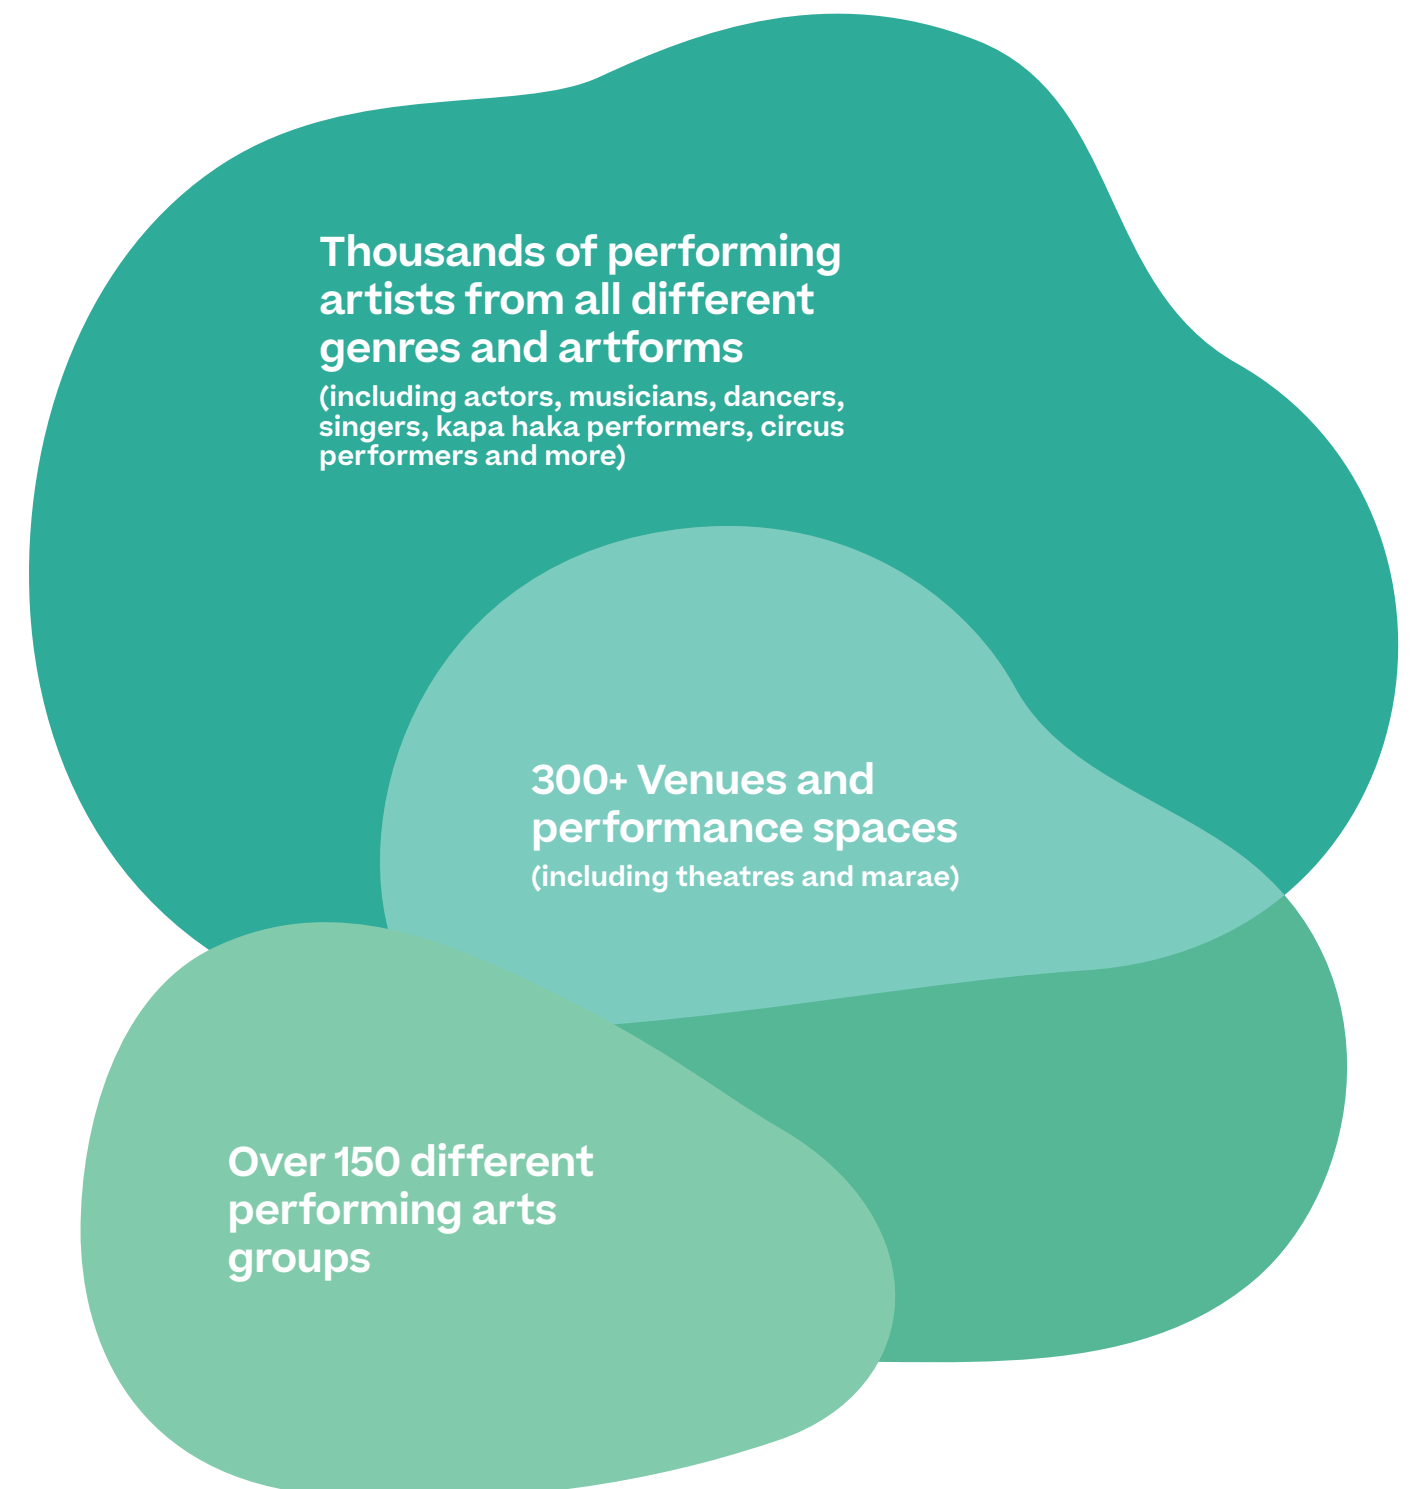 Thousands of performing
artists from all different
genres and artforms
(including actors, musicians, dancers,
singers, kapa haka performers, circus
performers and more)
300+ Venues and
performance spaces
(including theatres and marae)
Over 150 different
performing arts
groups